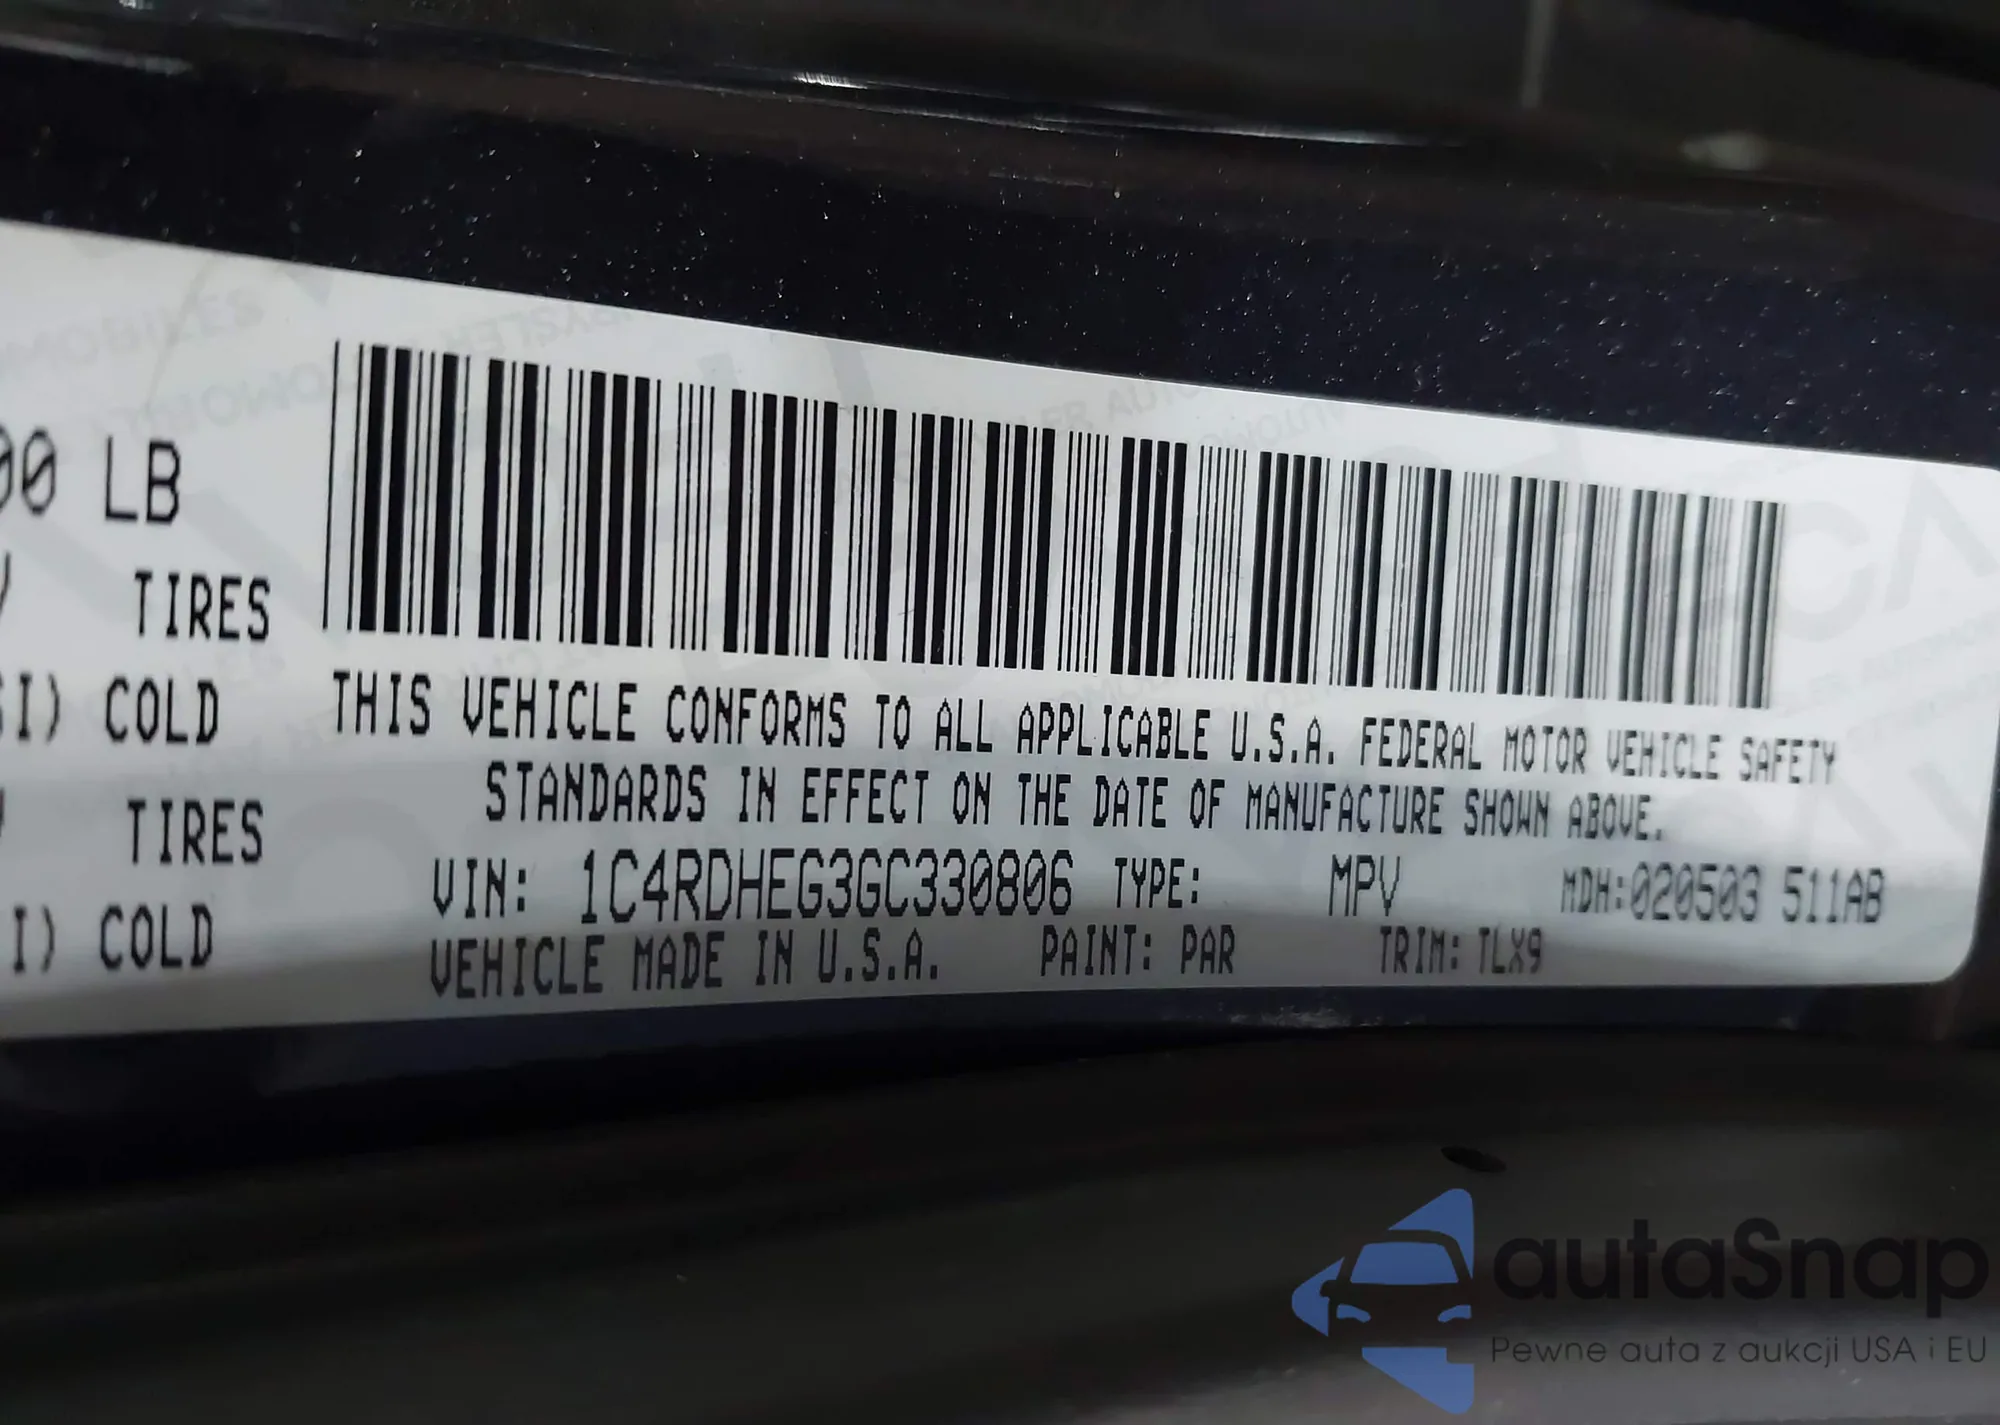 00 LB
TIRES
I) COLD
TIRES
I) COLD
THIS VEHICLE CONFORMS TO ALL APPLICABLE U.S.A. FEDERAL MOTOR VEHICLE SAFETY
STANDARDS IN EFFECT ON THE DATE OF MANUFACTURE SHOWN ABOVE.
VIN: 1C4RDHEG3GC330806 TYPE: MPV MDH:020503 511AB
VEHICLE MADE IN U.S.A. PAINT: PAR TRIM: TLX9
autaSnap
Pewne auta z aukcji USA i EU